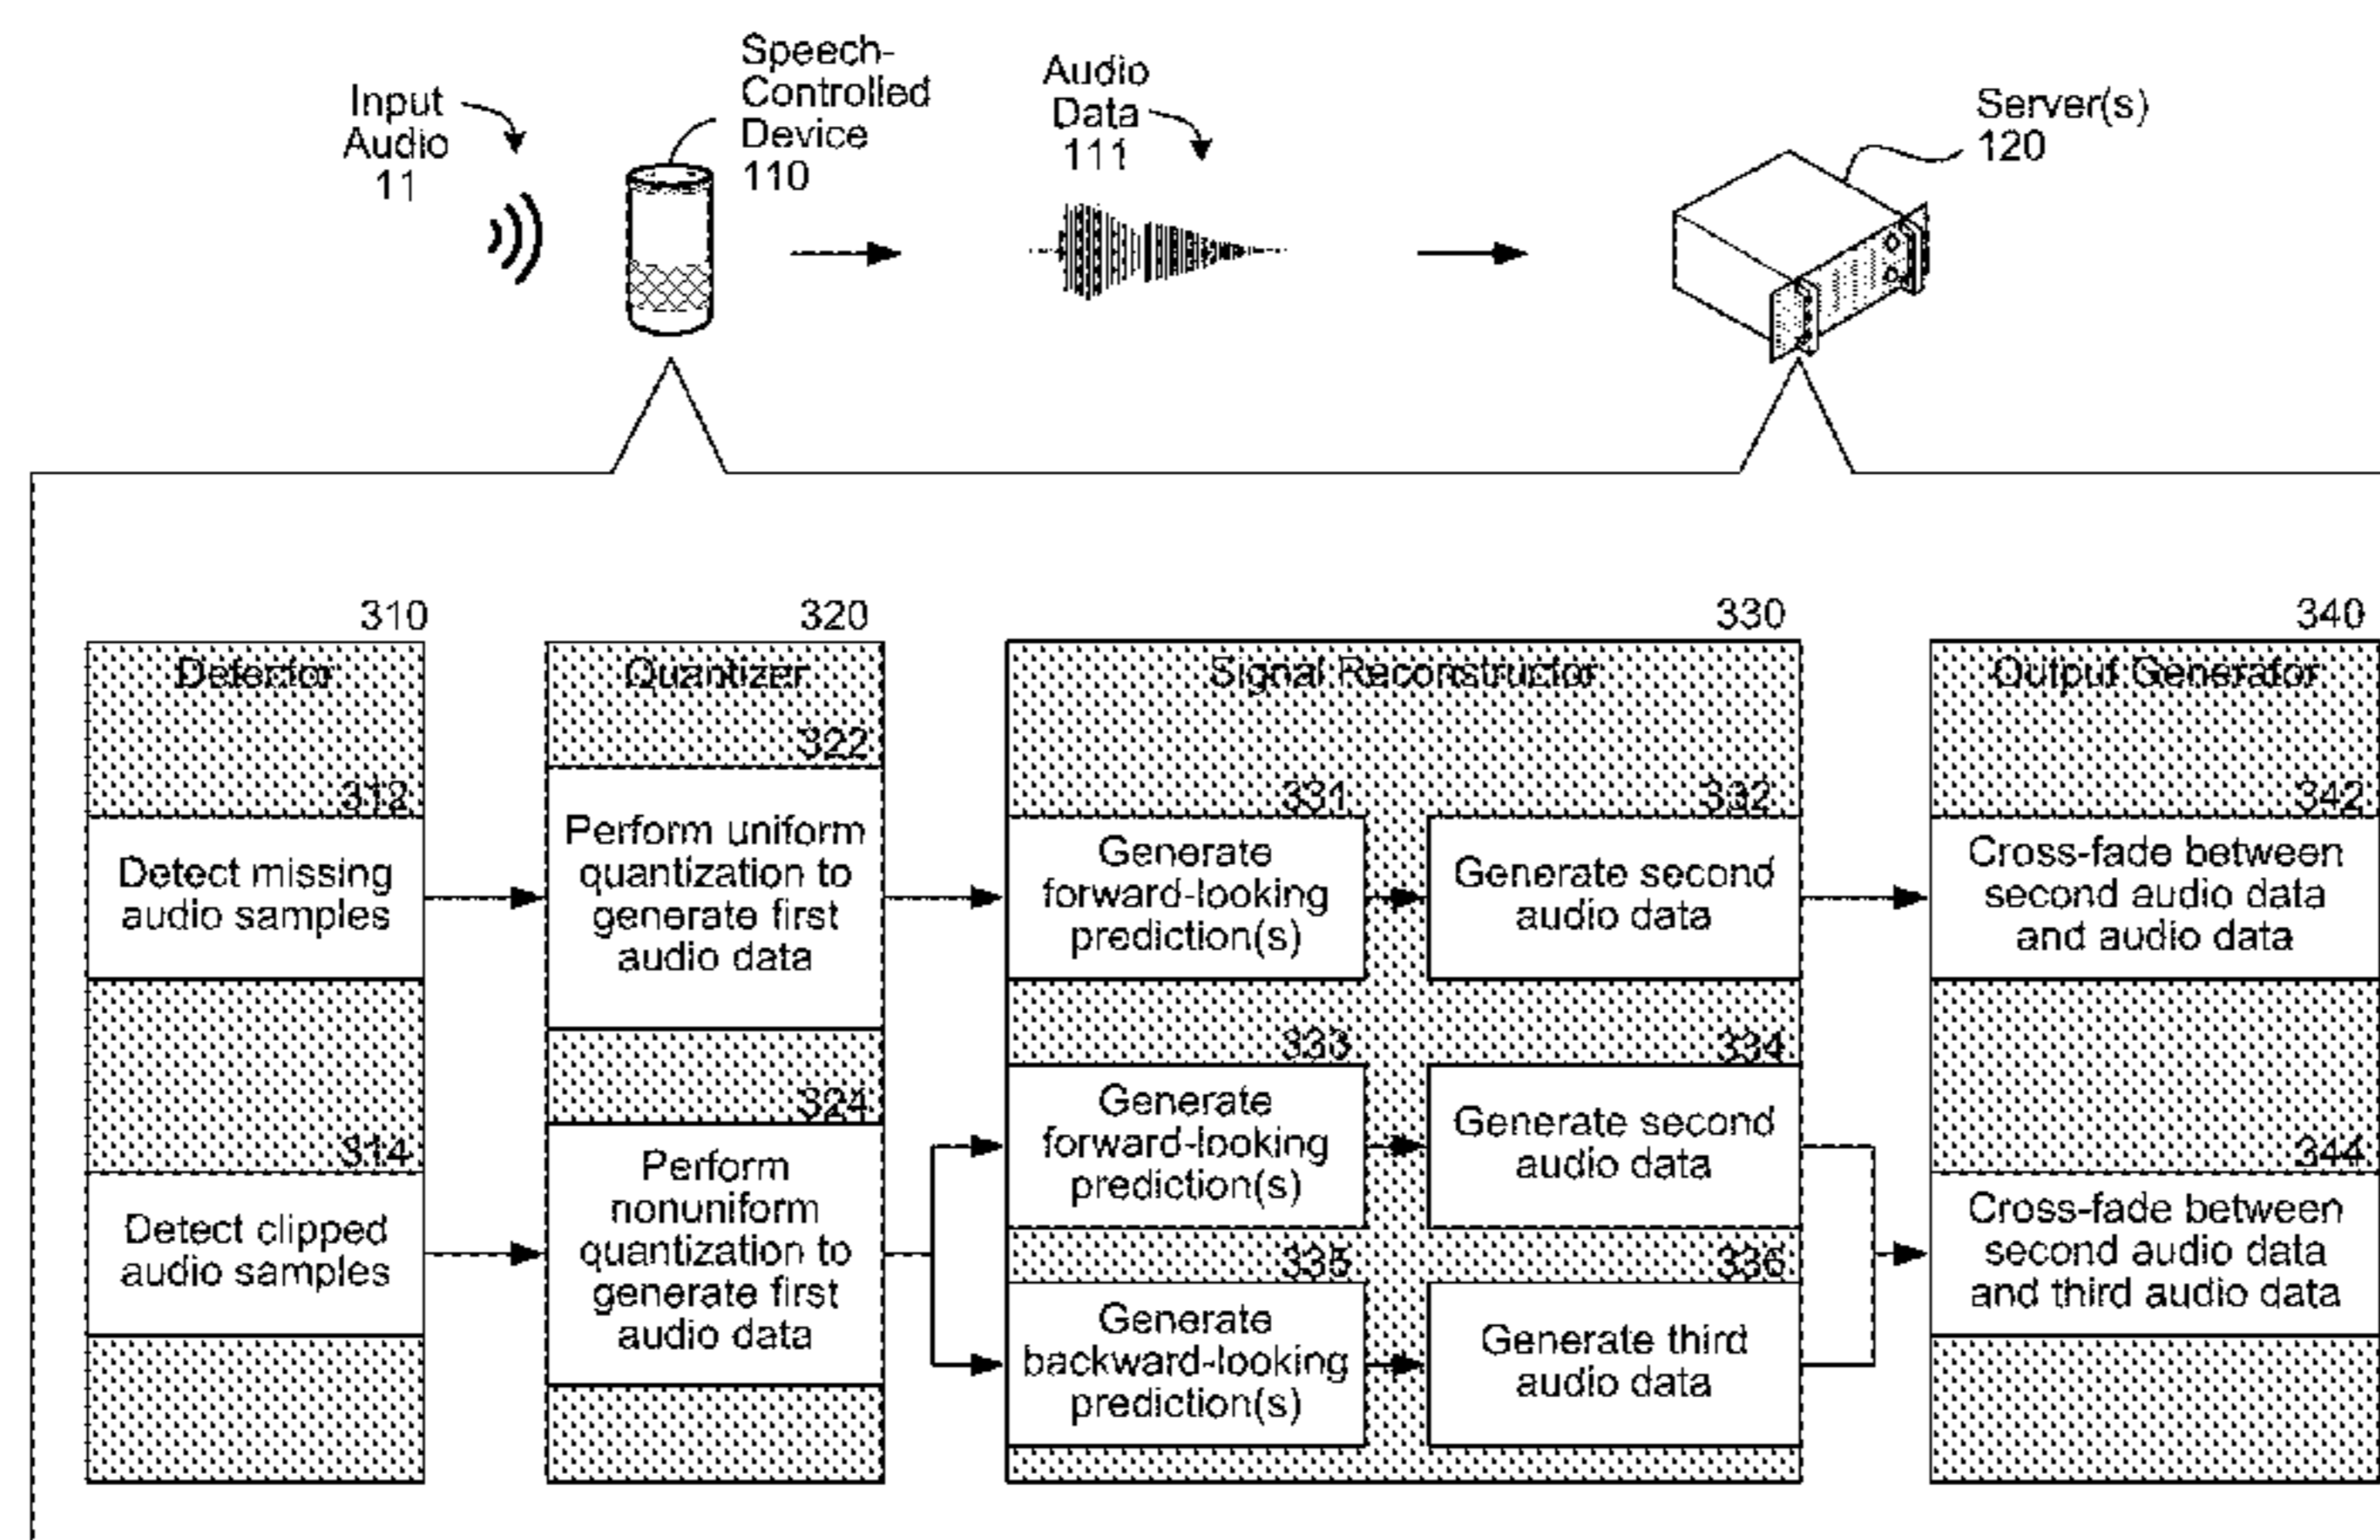 Input
Audio
11
Speech-
Controlled
Device
110
Audio
Data
111
Server(s)
120
310
Detector
312
Detect missing
audio samples
314
Detect clipped
audio samples
320
Quantizer
322
Perform uniform
quantization to
generate first
audio data
324
Perform
nonuniform
quantization to
generate first
audio data
330
Signal Reconstructor
331
Generate
forward-looking
prediction(s)
332
Generate second
audio data
333
Generate
forward-looking
prediction(s)
334
Generate second
audio data
335
Generate
backward-looking
prediction(s)
336
Generate third
audio data
340
Output Generator
342
Cross-fade between
second audio data
and audio data
344
Cross-fade between
second audio data
and third audio data